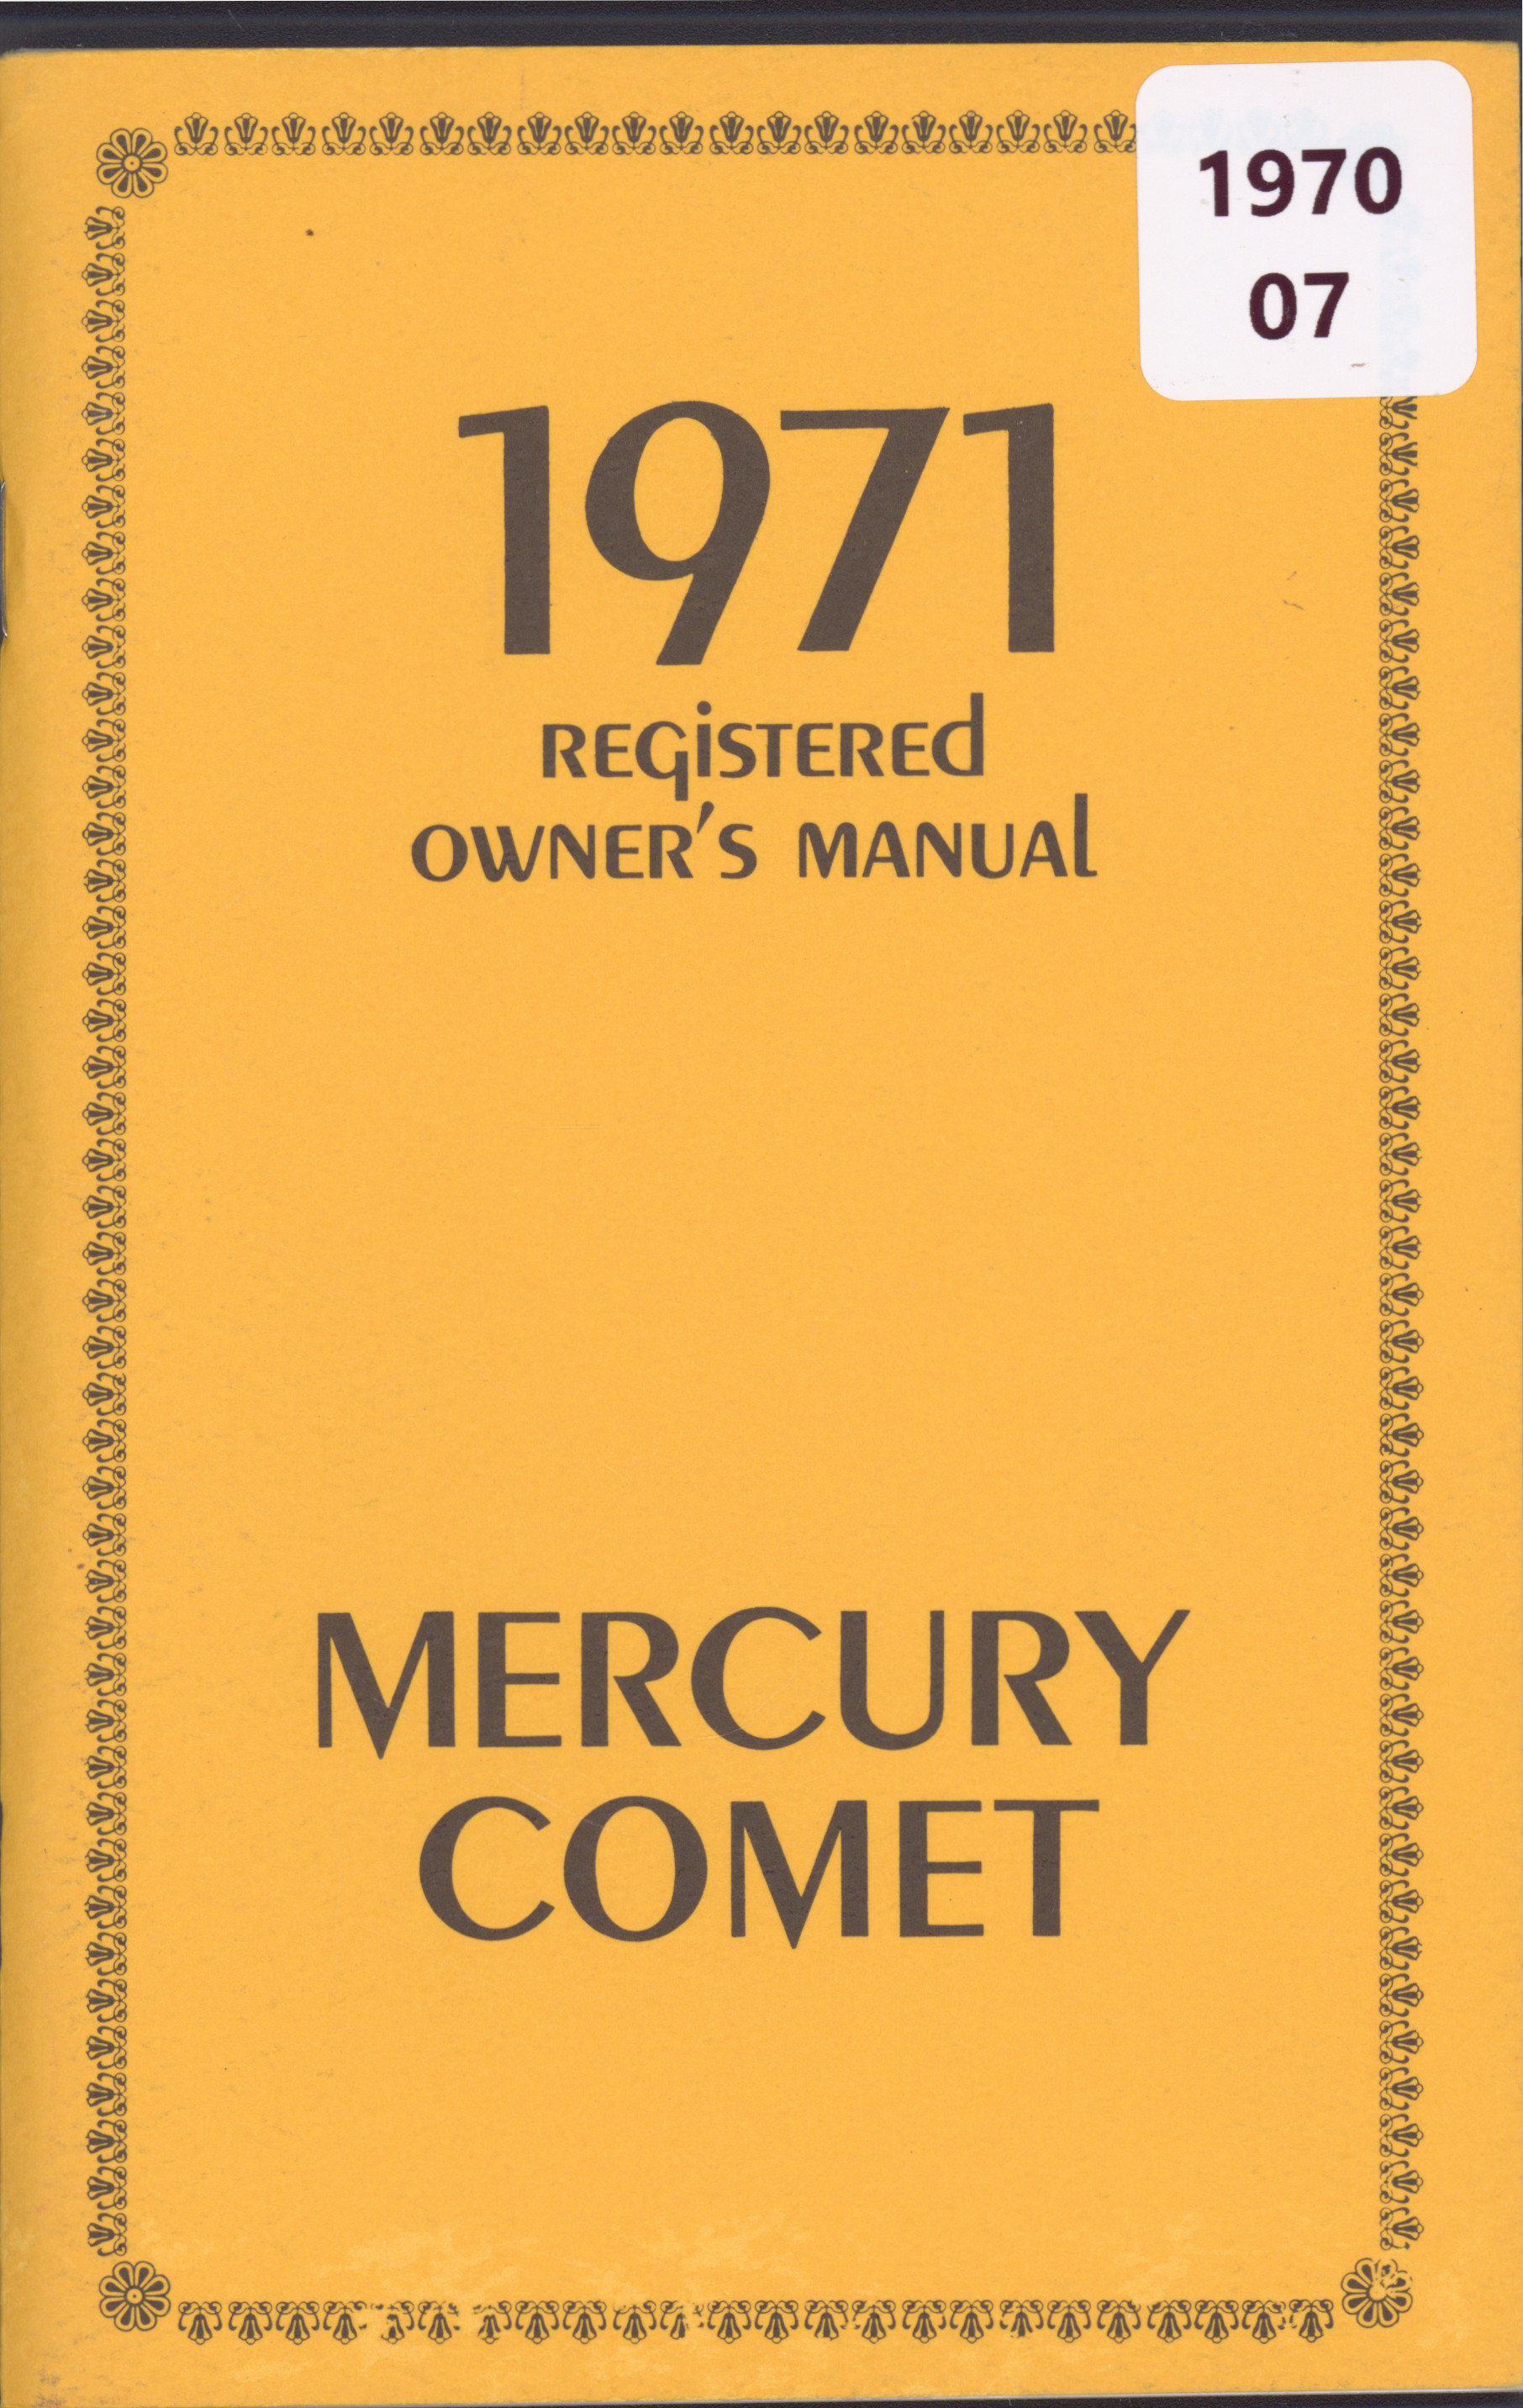 1970
07
1971
REGISTERED
OWNER'S MANUAL
MERCURY
COMET